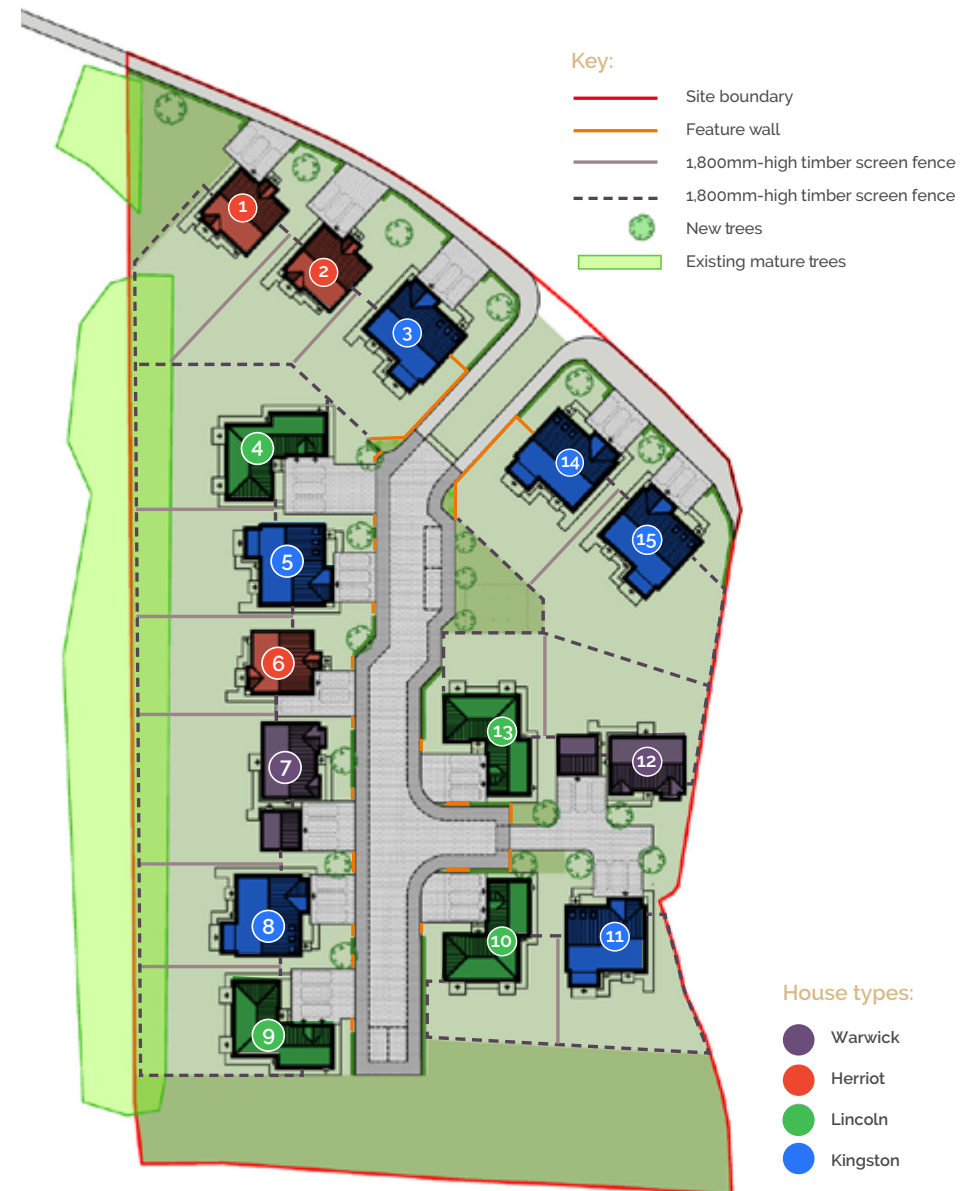 Key:
Site boundary
Feature wall
1,800mm-high timber screen fence
1,800mm-high timber screen fence
New trees
Existing mature trees
1
2
3
4
14
15
5
6
13
7
12
8
11
10
9
House types:
Warwick
Herriot
Lincoln
Kingston